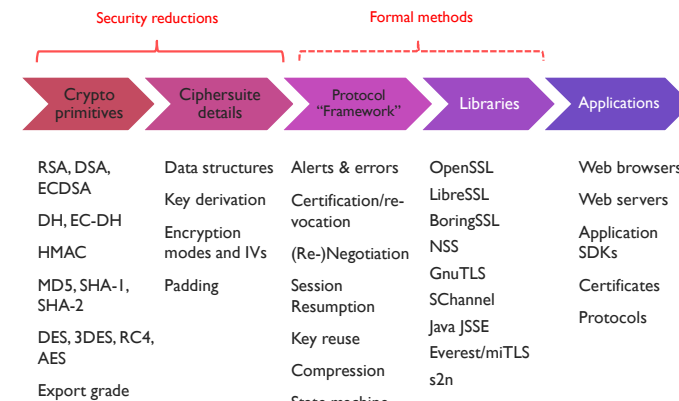 Security reductions
Formal methods
Crypto
primitives
Ciphersuite
details
Protocol
“Framework”
Libraries
Applications
RSA, DSA,
ECDSA
DH, EC-DH
HMAC
MD5, SHA-1,
SHA-2
DES, 3DES, RC4,
AES
Export grade
Data structures
Key derivation
Encryption
modes and IVs
Padding
Alerts & errors
Certification/re-
vocation
(Re-)Negotiation
Session
Resumption
Key reuse
Compression
State machine
OpenSSL
LibreSSL
BoringSSL
NSS
GnuTLS
SChannel
Java JSSE
Everest/miTLS
s2n
Web browsers
Web servers
Application
SDKs
Certificates
Protocols